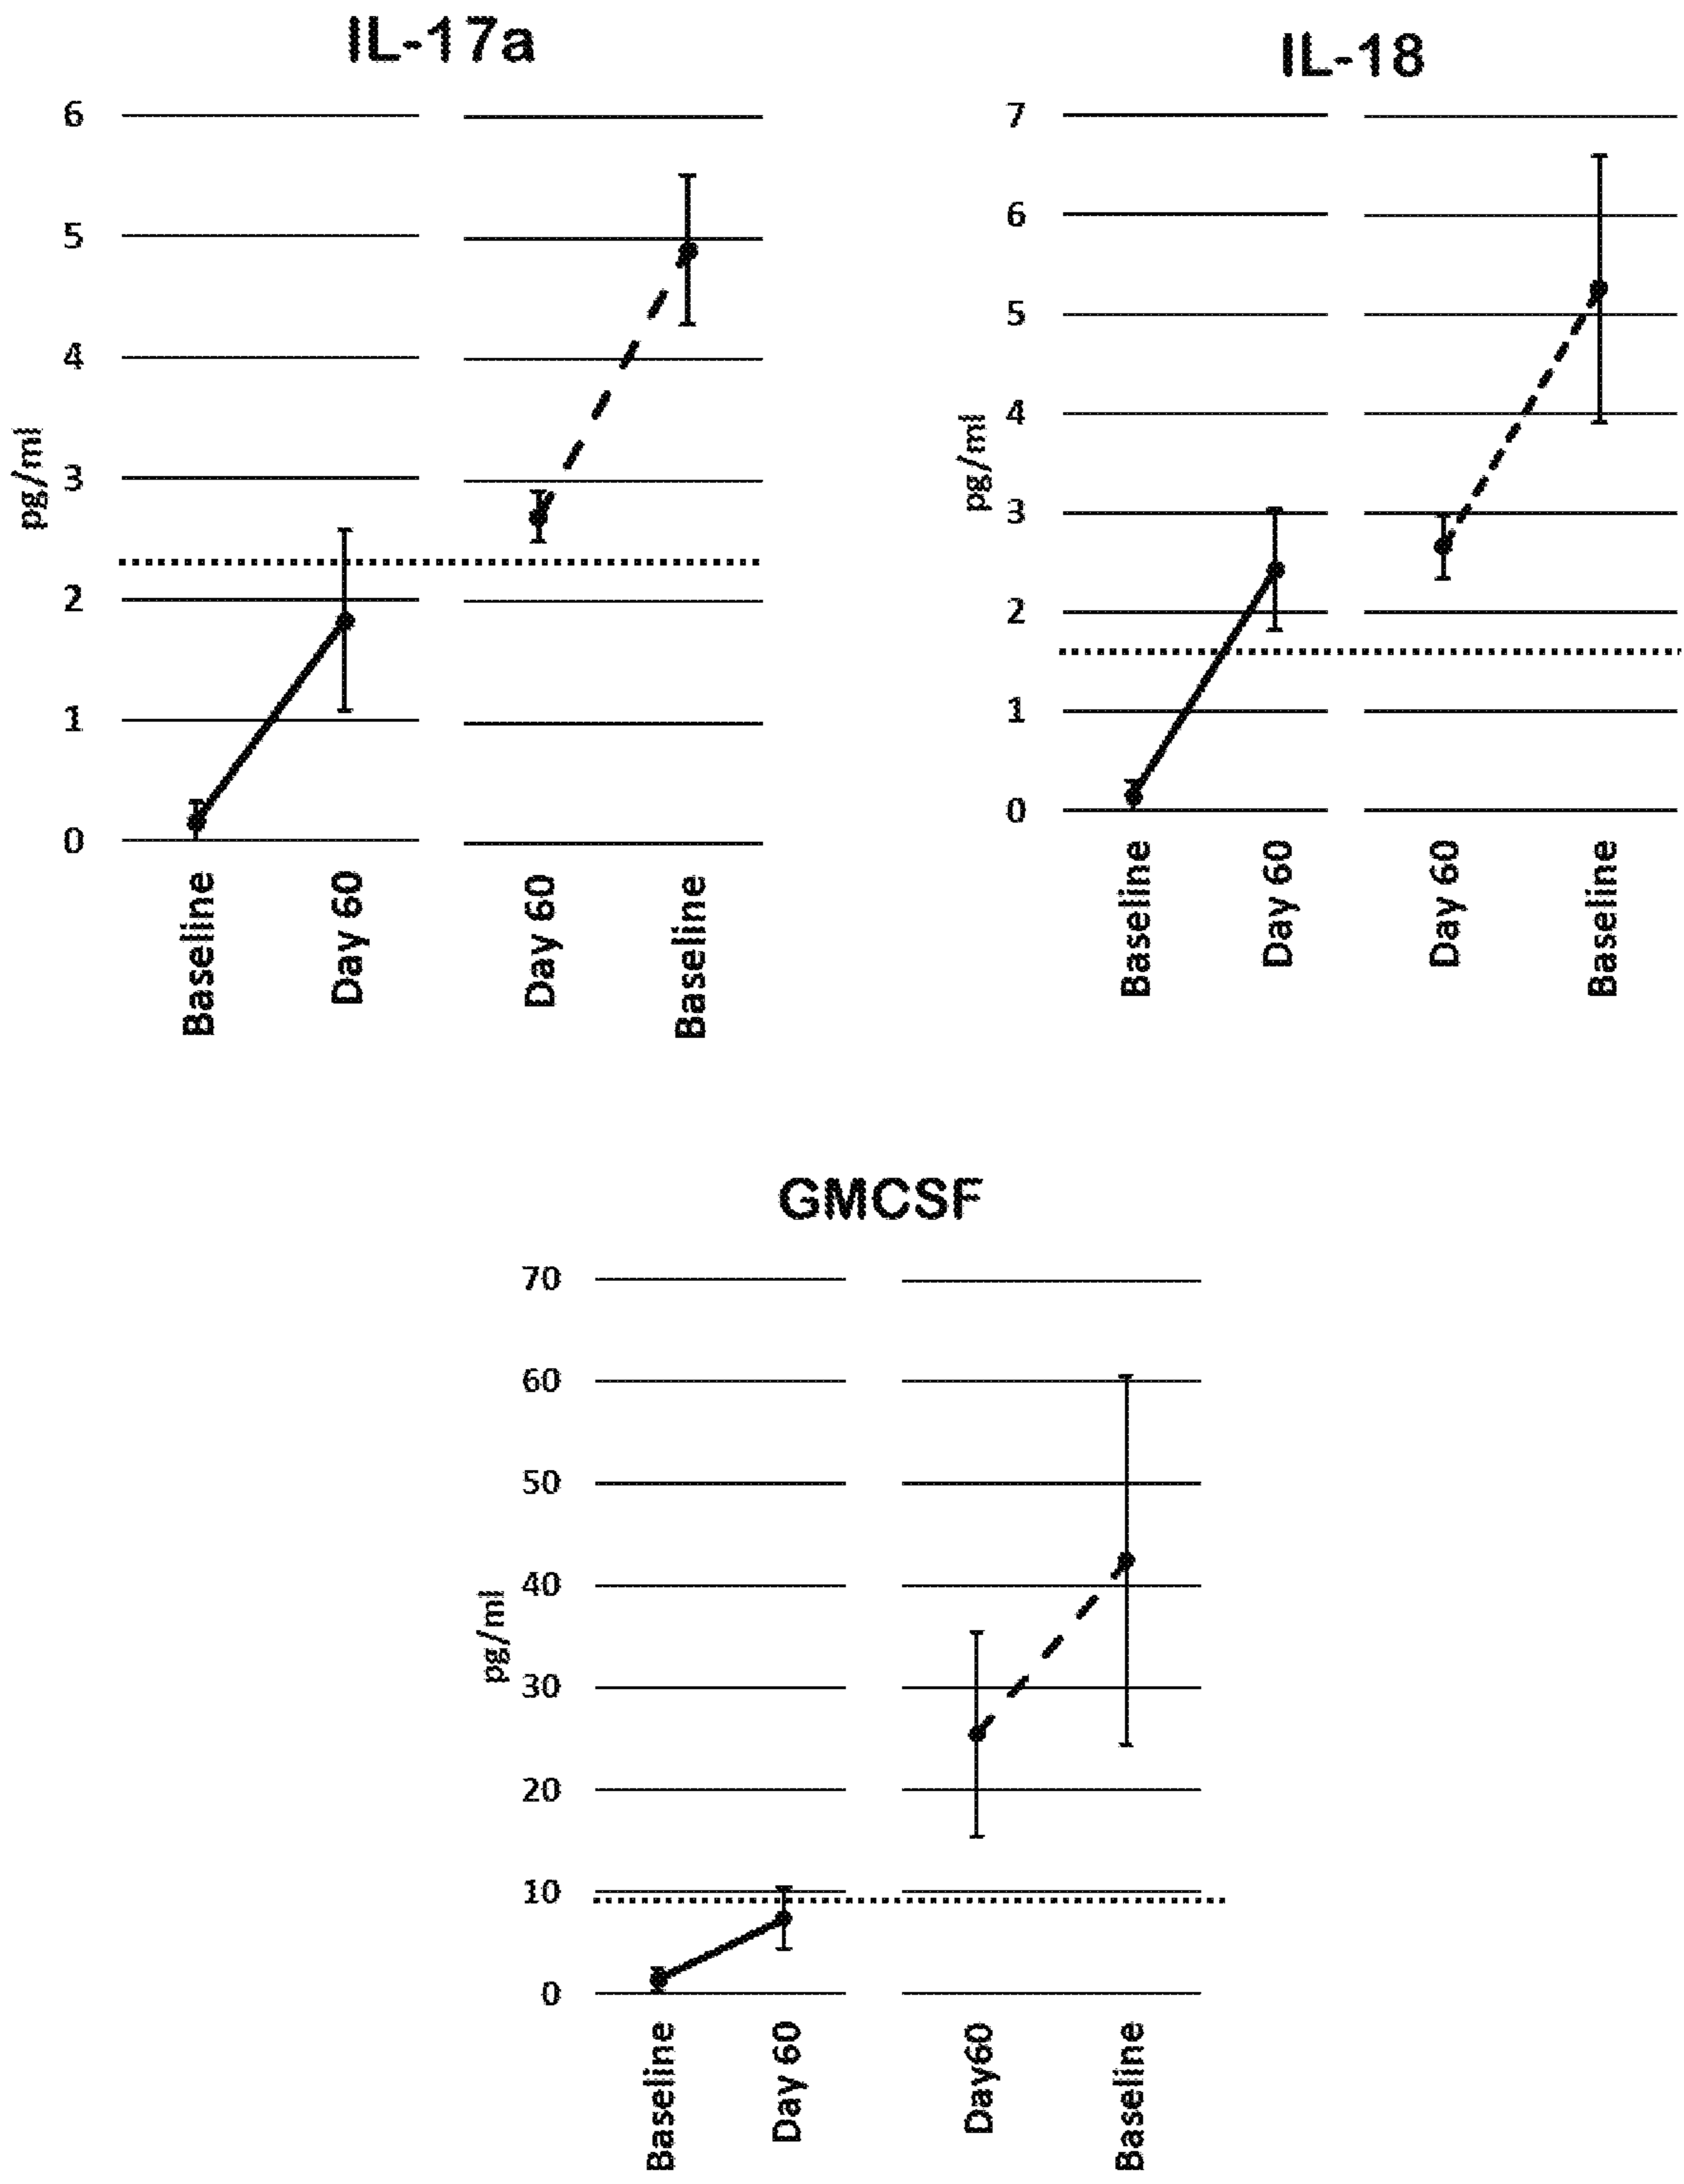 IL-17a
6
5
4
3
2
1
0
pg/ml
Baseline
Day 60
Day 60
Baseline
IL-18
7
6
5
4
3
2
1
0
pg/ml
Baseline
Day 60
Day 60
Baseline
GMCSF
70
60
50
40
30
20
10
0
pg/ml
Baseline
Day 60
Day60
Baseline